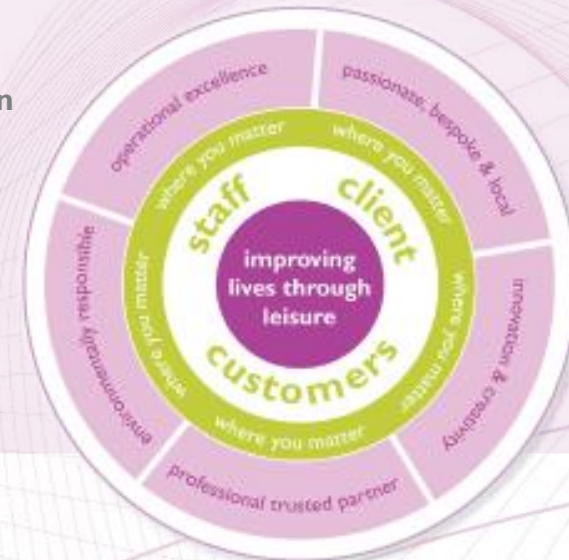 n
operational excellence
passionate, bespoke & local
innovation & creativity
professional trusted partner
environmentally responsible
where you matter
where you matter
where you matter
where you matter
where you matter
staff
client
customers
improving
lives through
leisure